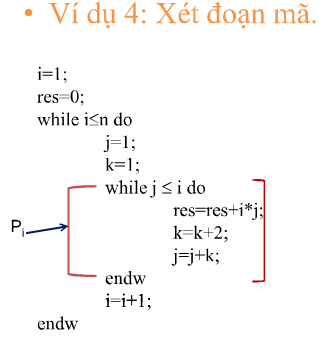 • Ví dụ 4: Xét đoạn mã.
i=1;
res=0;
while i≤n do
j=1;
k=1;
while j ≤ i do
res=res+i*j;
Pi
k=k+2;
j=j+k;
endw
i=i+1;
endw